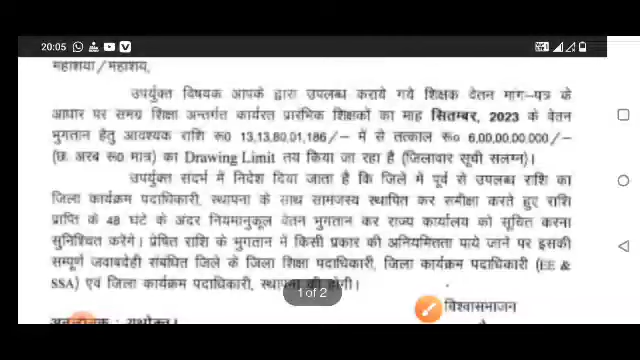 20:05
महाशया/महाशय,
उपर्युक्त विषयक आपके द्वारा उपलब्ध कराये गये शिक्षक वेतन मांग-पत्र के
आधार पर समग्र शिक्षा अन्तर्गत कार्यरत प्रारंभिक शिक्षकों का माह सितम्बर, 2023 के वेतन
भुगतान हेतु आवश्यक राशि रू0 13,13,80,01,186/- में से तत्काल रू0 6,00,00,00,000/-
(छः अरब रू0 मात्र) का Drawing Limit तय किया जा रहा है (जिलावार सूची संलग्न)।
उपर्युक्त संदर्भ में निदेश दिया जाता है कि जिले में पूर्व से उपलब्ध राशि का
जिला कार्यक्रम पदाधिकारी, स्थापना के साथ सामंजस्य स्थापित कर समीक्षा करते हुए राशि
प्राप्ति के 48 घंटे के अंदर नियमानुकूल वेतन भुगतान कर राज्य कार्यालय को सूचित करना
सुनिश्चित करेंगे। प्रेषित राशि के भुगतान में किसी प्रकार की अनियमितता पाये जाने पर इसकी
सम्पूर्ण जवाबदेही संबंधित जिले के जिला शिक्षा पदाधिकारी, जिला कार्यक्रम पदाधिकारी (EE &
SSA) एवं जिला कार्यक्रम पदाधिकारी, स्थापना की होगी।
1 of 2
विश्वासभाजन